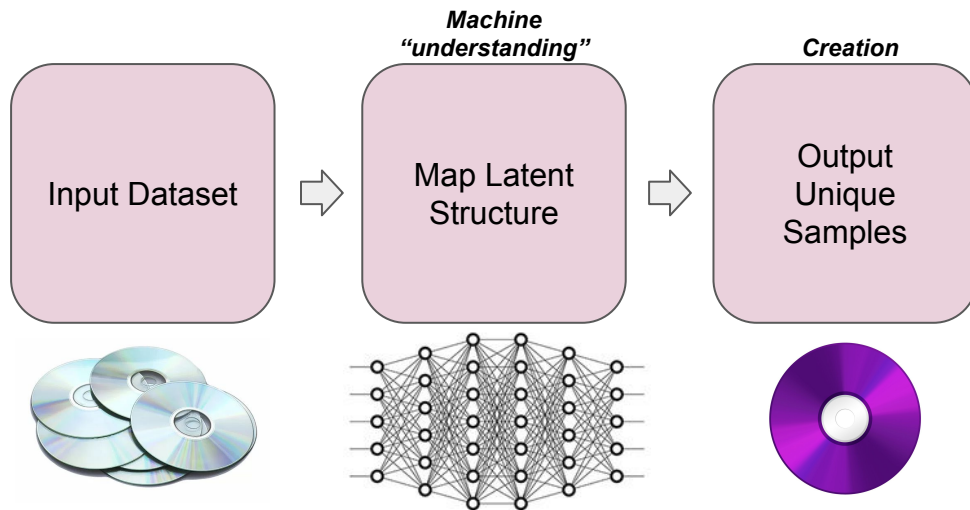 Machine
“understanding”
Creation
Input Dataset
Map Latent
Structure
Output
Unique
Samples